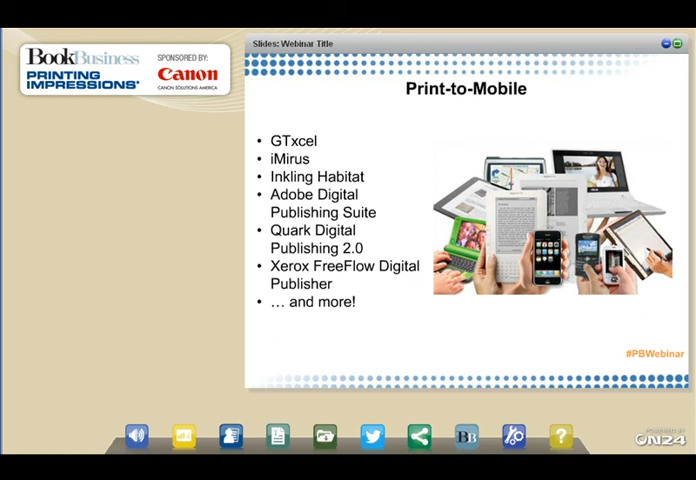 Book Business
PRINTING
IMPRESSIONS
SPONSORED BY:
Canon
CANON SOLUTIONS AMERICA
Slides: Webinar Title
Print-to-Mobile
• GTxcel
• iMirus
• Inkling Habitat
• Adobe Digital
Publishing Suite
• Quark Digital
Publishing 2.0
• Xerox FreeFlow Digital
Publisher
• … and more!
#PBWebinar
BB
?
POWERED BY
ON24